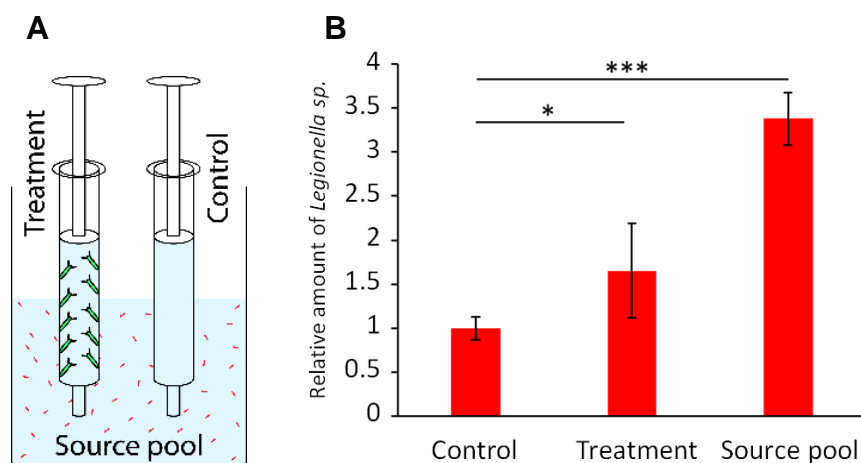 A
Treatment
Control
Source pool
B
Relative amount of Legionella sp.
4
3.5
3
2.5
2
1.5
1
0.5
0
***
*
Control Treatment Source pool